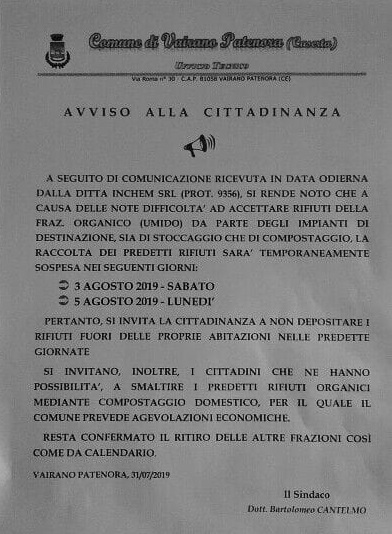 Comune di Vairano Patenora (Caserta)
Ufficio Tecnico
Via Roma n° 30 - C.A.P. 81058 VAIRANO PATENORA (CE)
AVVISO ALLA CITTADINANZA
A SEGUITO DI COMUNICAZIONE RICEVUTA IN DATA ODIERNA
DALLA DITTA INCHEM SRL (PROT. 9356), SI RENDE NOTO CHE A
CAUSA DELLE NOTE DIFFICOLTA' AD ACCETTARE RIFIUTI DELLA
FRAZ. ORGANICO (UMIDO) DA PARTE DEGLI IMPIANTI DI
DESTINAZIONE, SIA DI STOCCAGGIO CHE DI COMPOSTAGGIO, LA
RACCOLTA DEI PREDETTI RIFIUTI SARA' TEMPORANEAMENTE
SOSPESA NEI SEGUENTI GIORNI:
3 AGOSTO 2019 - SABATO
5 AGOSTO 2019 - LUNEDI'
PERTANTO, SI INVITA LA CITTADINANZA A NON DEPOSITARE I
RIFIUTI FUORI DELLE PROPRIE ABITAZIONI NELLE PREDETTE
GIORNATE
SI INVITANO, INOLTRE, I CITTADINI CHE NE HANNO
POSSIBILITA', A SMALTIRE I PREDETTI RIFIUTI ORGANICI
MEDIANTE COMPOSTAGGIO DOMESTICO, PER IL QUALE IL
COMUNE PREVEDE AGEVOLAZIONI ECONOMICHE.
RESTA CONFERMATO IL RITIRO DELLE ALTRE FRAZIONI COSÌ
COME DA CALENDARIO.
VAIRANO PATENORA, 31/07/2019
Il Sindaco
Dott. Bartolomeo CANTELMO